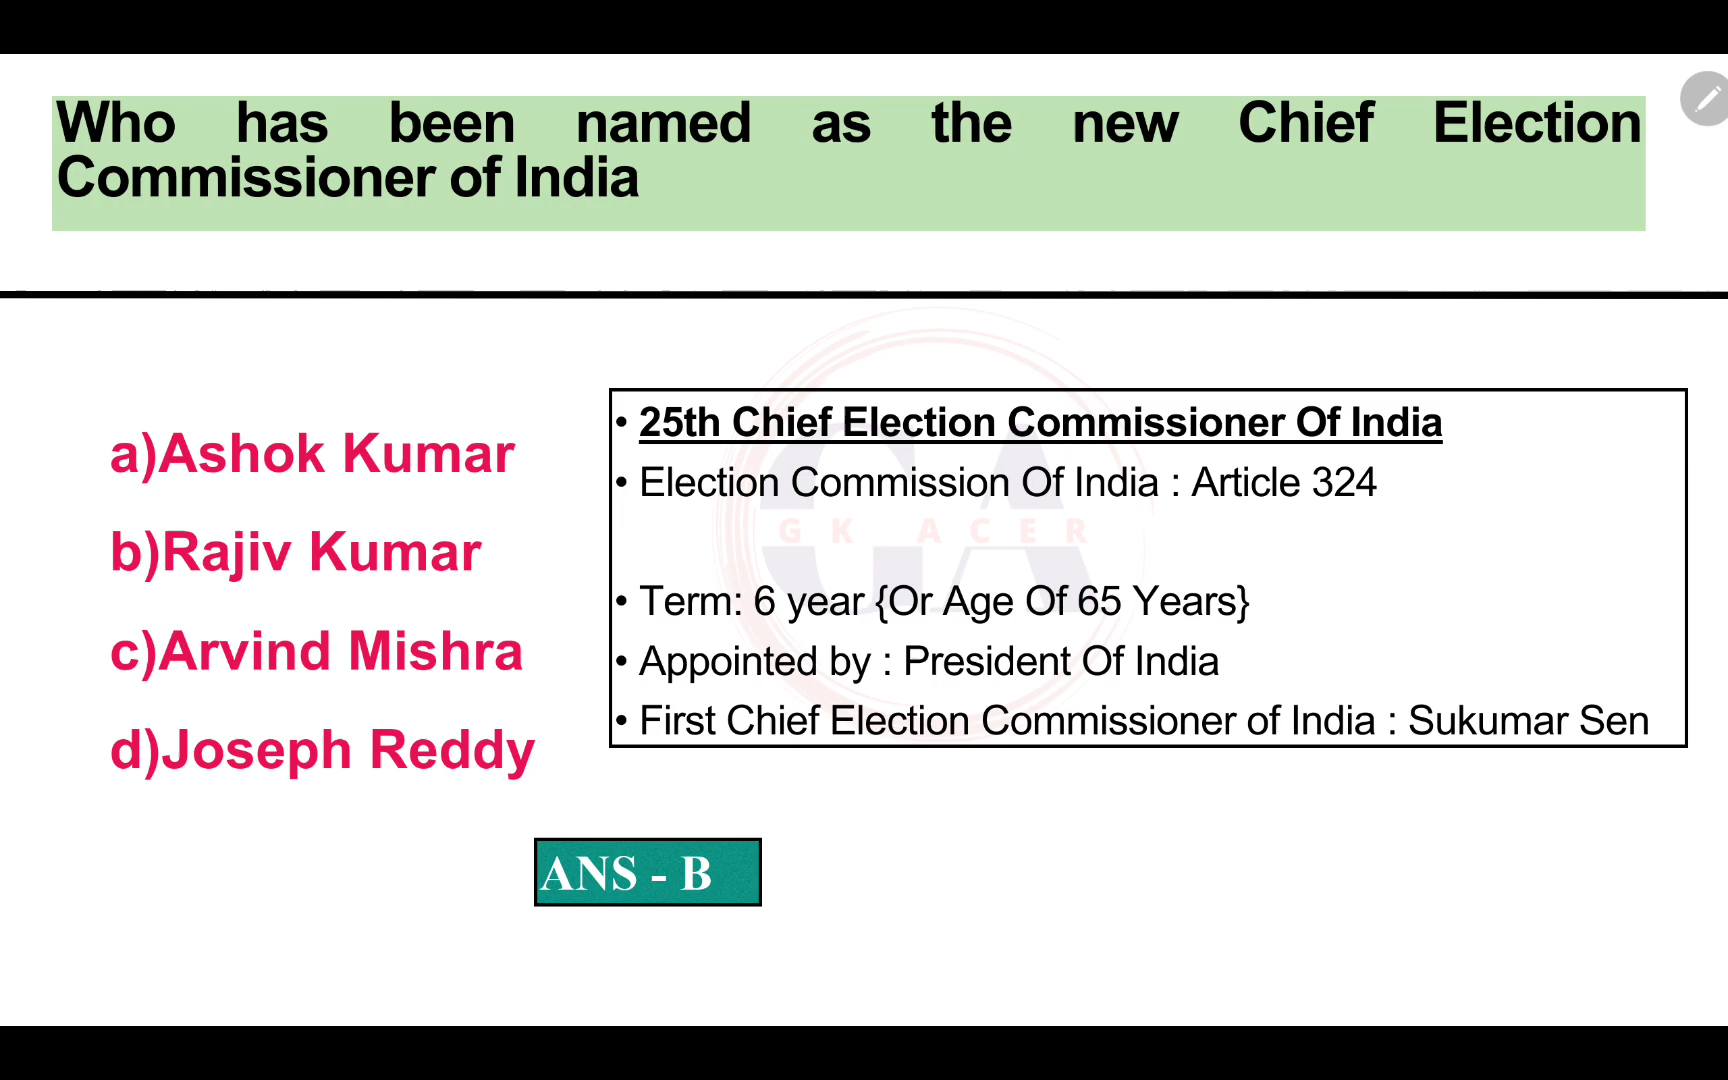 Who has been named as the new Chief Election
Commissioner of India
a)Ashok Kumar
b)Rajiv Kumar
c)Arvind Mishra
d)Joseph Reddy
• 25th Chief Election Commissioner Of India
• Election Commission Of India : Article 324
GK ACER
• Term: 6 year {Or Age Of 65 Years}
• Appointed by : President Of India
• First Chief Election Commissioner of India : Sukumar Sen
ANS - B